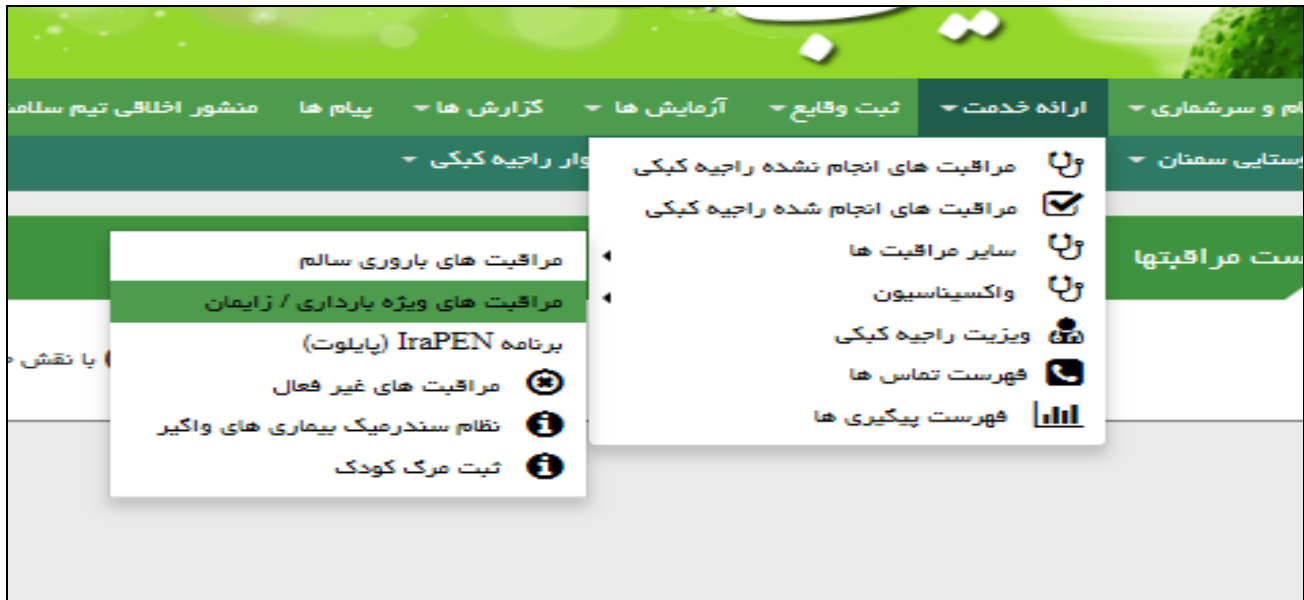 یب
ام و سرشماری
ارائه خدمت
ثبت وقایع
آزمایش ها
گزارش ها
پیام ها
منشور اخلاقی تیم سلامت
وستایی سمنان
وار راجیه کبکی
مراقبت های انجام نشده راجیه کبکی
مراقبت های انجام شده راجیه کبکی
سایر مراقبت ها
واکسیناسیون
ویزیت راجیه کبکی
فهرست تماس ها
فهرست پیگیری ها
ست مراقبتها
مراقبت های باروری سالم
مراقبت های ویژه بارداری / زایمان
برنامه IraPEN (پایلوت)
مراقبت های غیر فعال
نظام سندرمیک بیماری های واگیر
ثبت مرگ کودک
با نقش